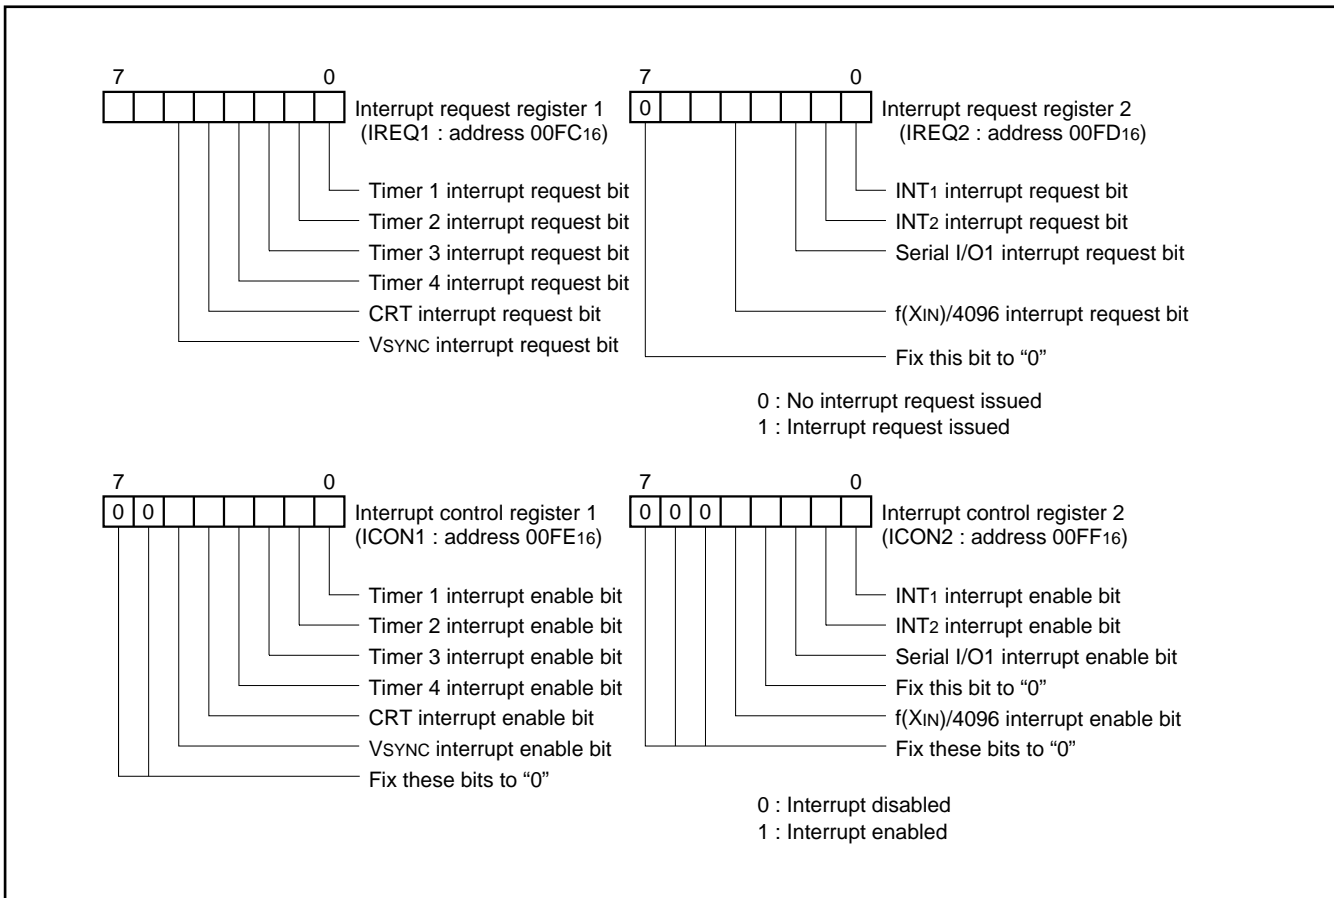 7 0
Interrupt request register 1
(IREQ1 : address 00FC16)
Timer 1 interrupt request bit
Timer 2 interrupt request bit
Timer 3 interrupt request bit
Timer 4 interrupt request bit
CRT interrupt request bit
VSYNC interrupt request bit
7 0
0
Interrupt request register 2
(IREQ2 : address 00FD16)
INT1 interrupt request bit
INT2 interrupt request bit
Serial I/O1 interrupt request bit
f(XIN)/4096 interrupt request bit
Fix this bit to “0”
0 : No interrupt request issued
1 : Interrupt request issued
7 0
0 0
Interrupt control register 1
(ICON1 : address 00FE16)
Timer 1 interrupt enable bit
Timer 2 interrupt enable bit
Timer 3 interrupt enable bit
Timer 4 interrupt enable bit
CRT interrupt enable bit
VSYNC interrupt enable bit
Fix these bits to “0”
7 0
0 0 0
Interrupt control register 2
(ICON2 : address 00FF16)
INT1 interrupt enable bit
INT2 interrupt enable bit
Serial I/O1 interrupt enable bit
Fix this bit to “0”
f(XIN)/4096 interrupt enable bit
Fix these bits to “0”
0 : Interrupt disabled
1 : Interrupt enabled